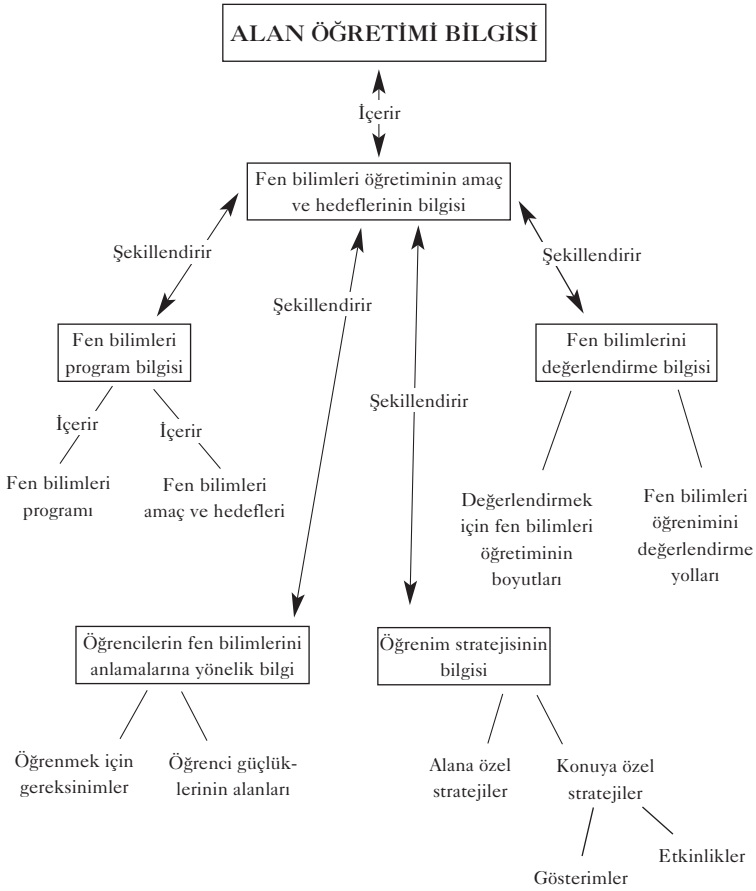 ALAN ÖĞRETİMİ BİLGİSİ
İçerir
Fen bilimleri öğretiminin amaç
ve hedeflerinin bilgisi
Şekillendirir
Şekillendirir
Şekillendirir
Şekillendirir
Fen bilimleri
program bilgisi
Fen bilimlerini
değerlendirme bilgisi
İçerir
İçerir
Fen bilimleri
programı
Fen bilimleri
amaç ve hedefleri
Değerlendirmek
için fen bilimleri
öğretiminin
boyutları
Fen bilimleri
öğrenimini
değerlendirme
yolları
Öğrencilerin fen bilimlerini
anlamalarına yönelik bilgi
Öğrenim stratejisinin
bilgisi
Öğrenmek için
gereksinimler
Öğrenci güçlük-
lerinin alanları
Alana özel
stratejiler
Konuya özel
stratejiler
Gösterimler
Etkinlikler